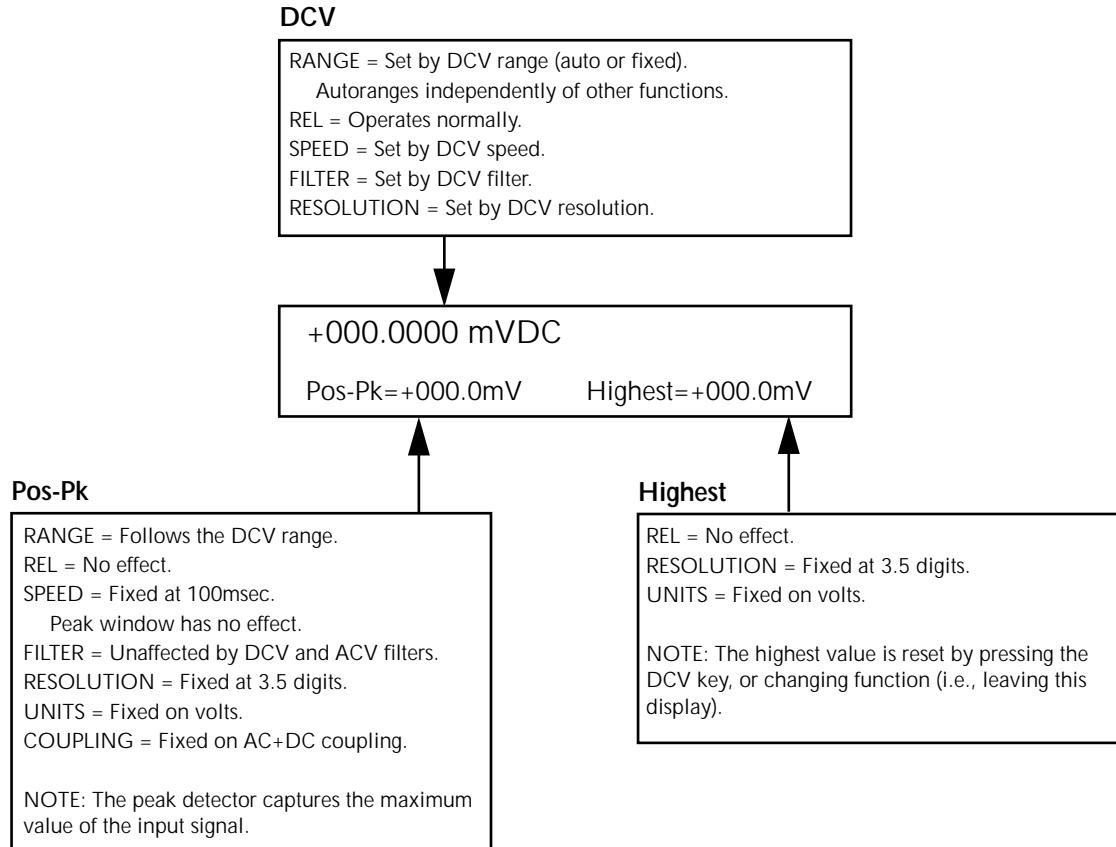 DCV
RANGE = Set by DCV range (auto or fixed).
Autoranges independently of other functions.
REL = Operates normally.
SPEED = Set by DCV speed.
FILTER = Set by DCV filter.
RESOLUTION = Set by DCV resolution.
+000.0000 mVDC
Pos-Pk=+000.0mV Highest=+000.0mV
Pos-Pk
RANGE = Follows the DCV range.
REL = No effect.
SPEED = Fixed at 100msec.
Peak window has no effect.
FILTER = Unaffected by DCV and ACV filters.
RESOLUTION = Fixed at 3.5 digits.
UNITS = Fixed on volts.
COUPLING = Fixed on AC+DC coupling.
NOTE: The peak detector captures the maximum
value of the input signal.
Highest
REL = No effect.
RESOLUTION = Fixed at 3.5 digits.
UNITS = Fixed on volts.
NOTE: The highest value is reset by pressing the
DCV key, or changing function (i.e., leaving this
display).